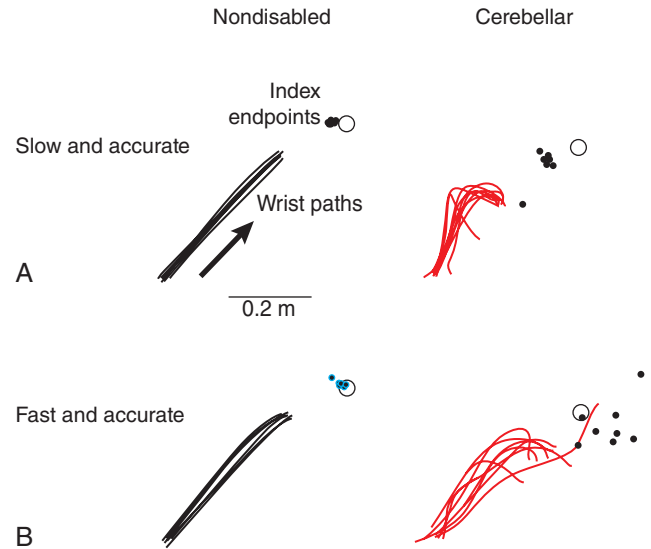 Nondisabled
Cerebellar
Index
endpoints
Slow and accurate
Wrist paths
A
0.2 m
Fast and accurate
B